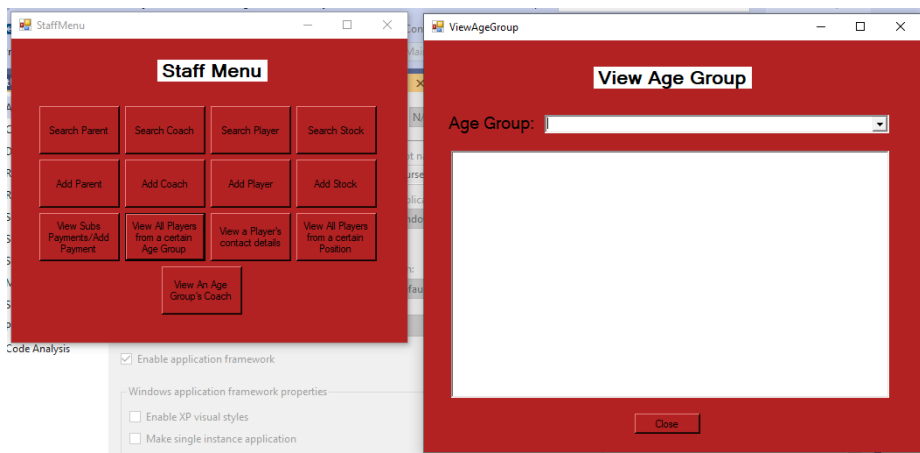 StaffMenu
Staff Menu
Search Parent
Search Coach
Search Player
Search Stock
Add Parent
Add Coach
Add Player
Add Stock
View Subs
Payments/Add
Payment
View All Players
from a certain
Age Group
View a Player's
contact details
View All Players
from a certain
Position
View An Age
Group's Coach
ViewAgeGroup
View Age Group
Age Group:
Close
Code Analysis
Enable application framework
Windows application framework properties
Enable XP visual styles
Make single instance application